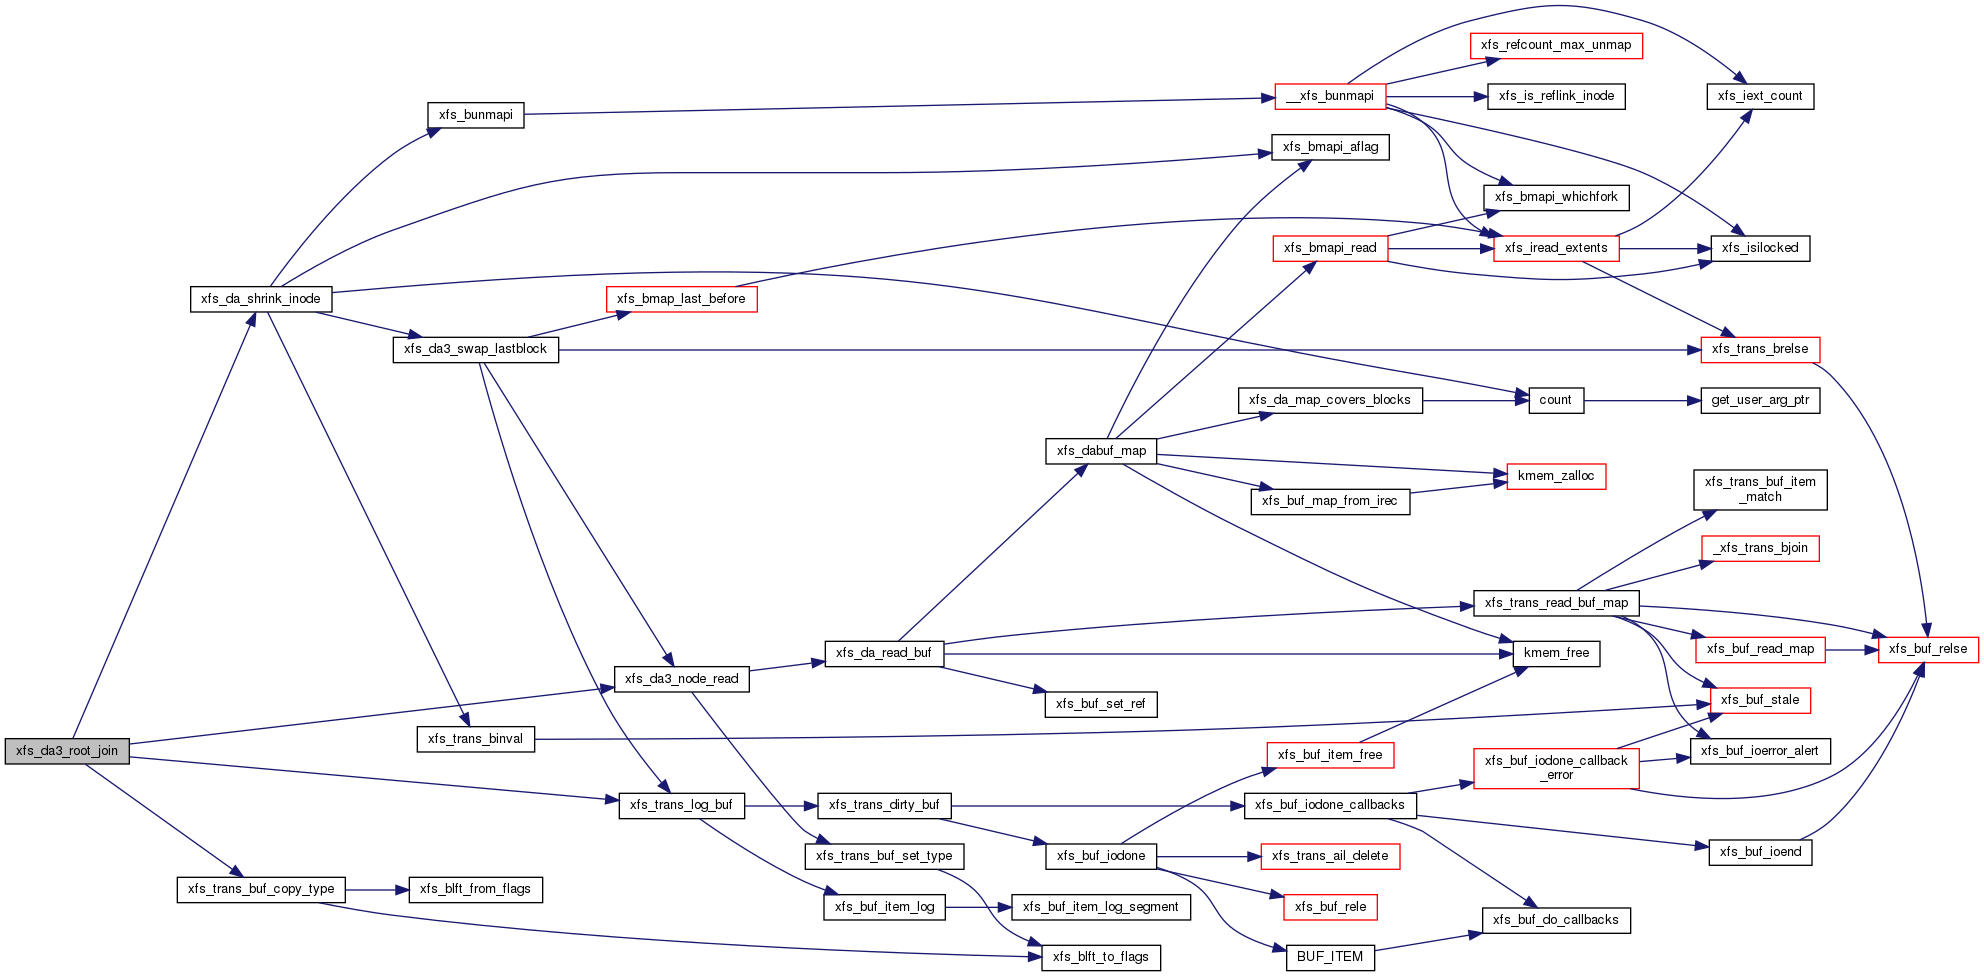 xfs_da3_root_join
xfs_da_shrink_inode
xfs_trans_buf_copy_type
xfs_bunmapi
xfs_da3_swap_lastblock
xfs_trans_binval
xfs_blft_from_flags
xfs_bmap_last_before
xfs_da3_node_read
xfs_trans_log_buf
xfs_da_read_buf
xfs_trans_dirty_buf
xfs_trans_buf_set_type
xfs_buf_item_log
xfs_dabuf_map
xfs_buf_set_ref
xfs_buf_iodone
xfs_buf_item_log_segment
xfs_blft_to_flags
__xfs_bunmapi
xfs_bmapi_aflag
xfs_bmapi_read
xfs_da_map_covers_blocks
xfs_buf_map_from_irec
xfs_buf_item_free
xfs_buf_iodone_callbacks
xfs_trans_ail_delete
xfs_buf_rele
BUF_ITEM
xfs_refcount_max_unmap
xfs_is_reflink_inode
xfs_bmapi_whichfork
xfs_iread_extents
count
kmem_zalloc
xfs_trans_read_buf_map
kmem_free
xfs_buf_iodone_callback
_error
xfs_buf_do_callbacks
xfs_iext_count
xfs_isilocked
xfs_trans_brelse
get_user_arg_ptr
xfs_trans_buf_item
_match
_xfs_trans_bjoin
xfs_buf_read_map
xfs_buf_stale
xfs_buf_ioerror_alert
xfs_buf_ioend
xfs_buf_relse